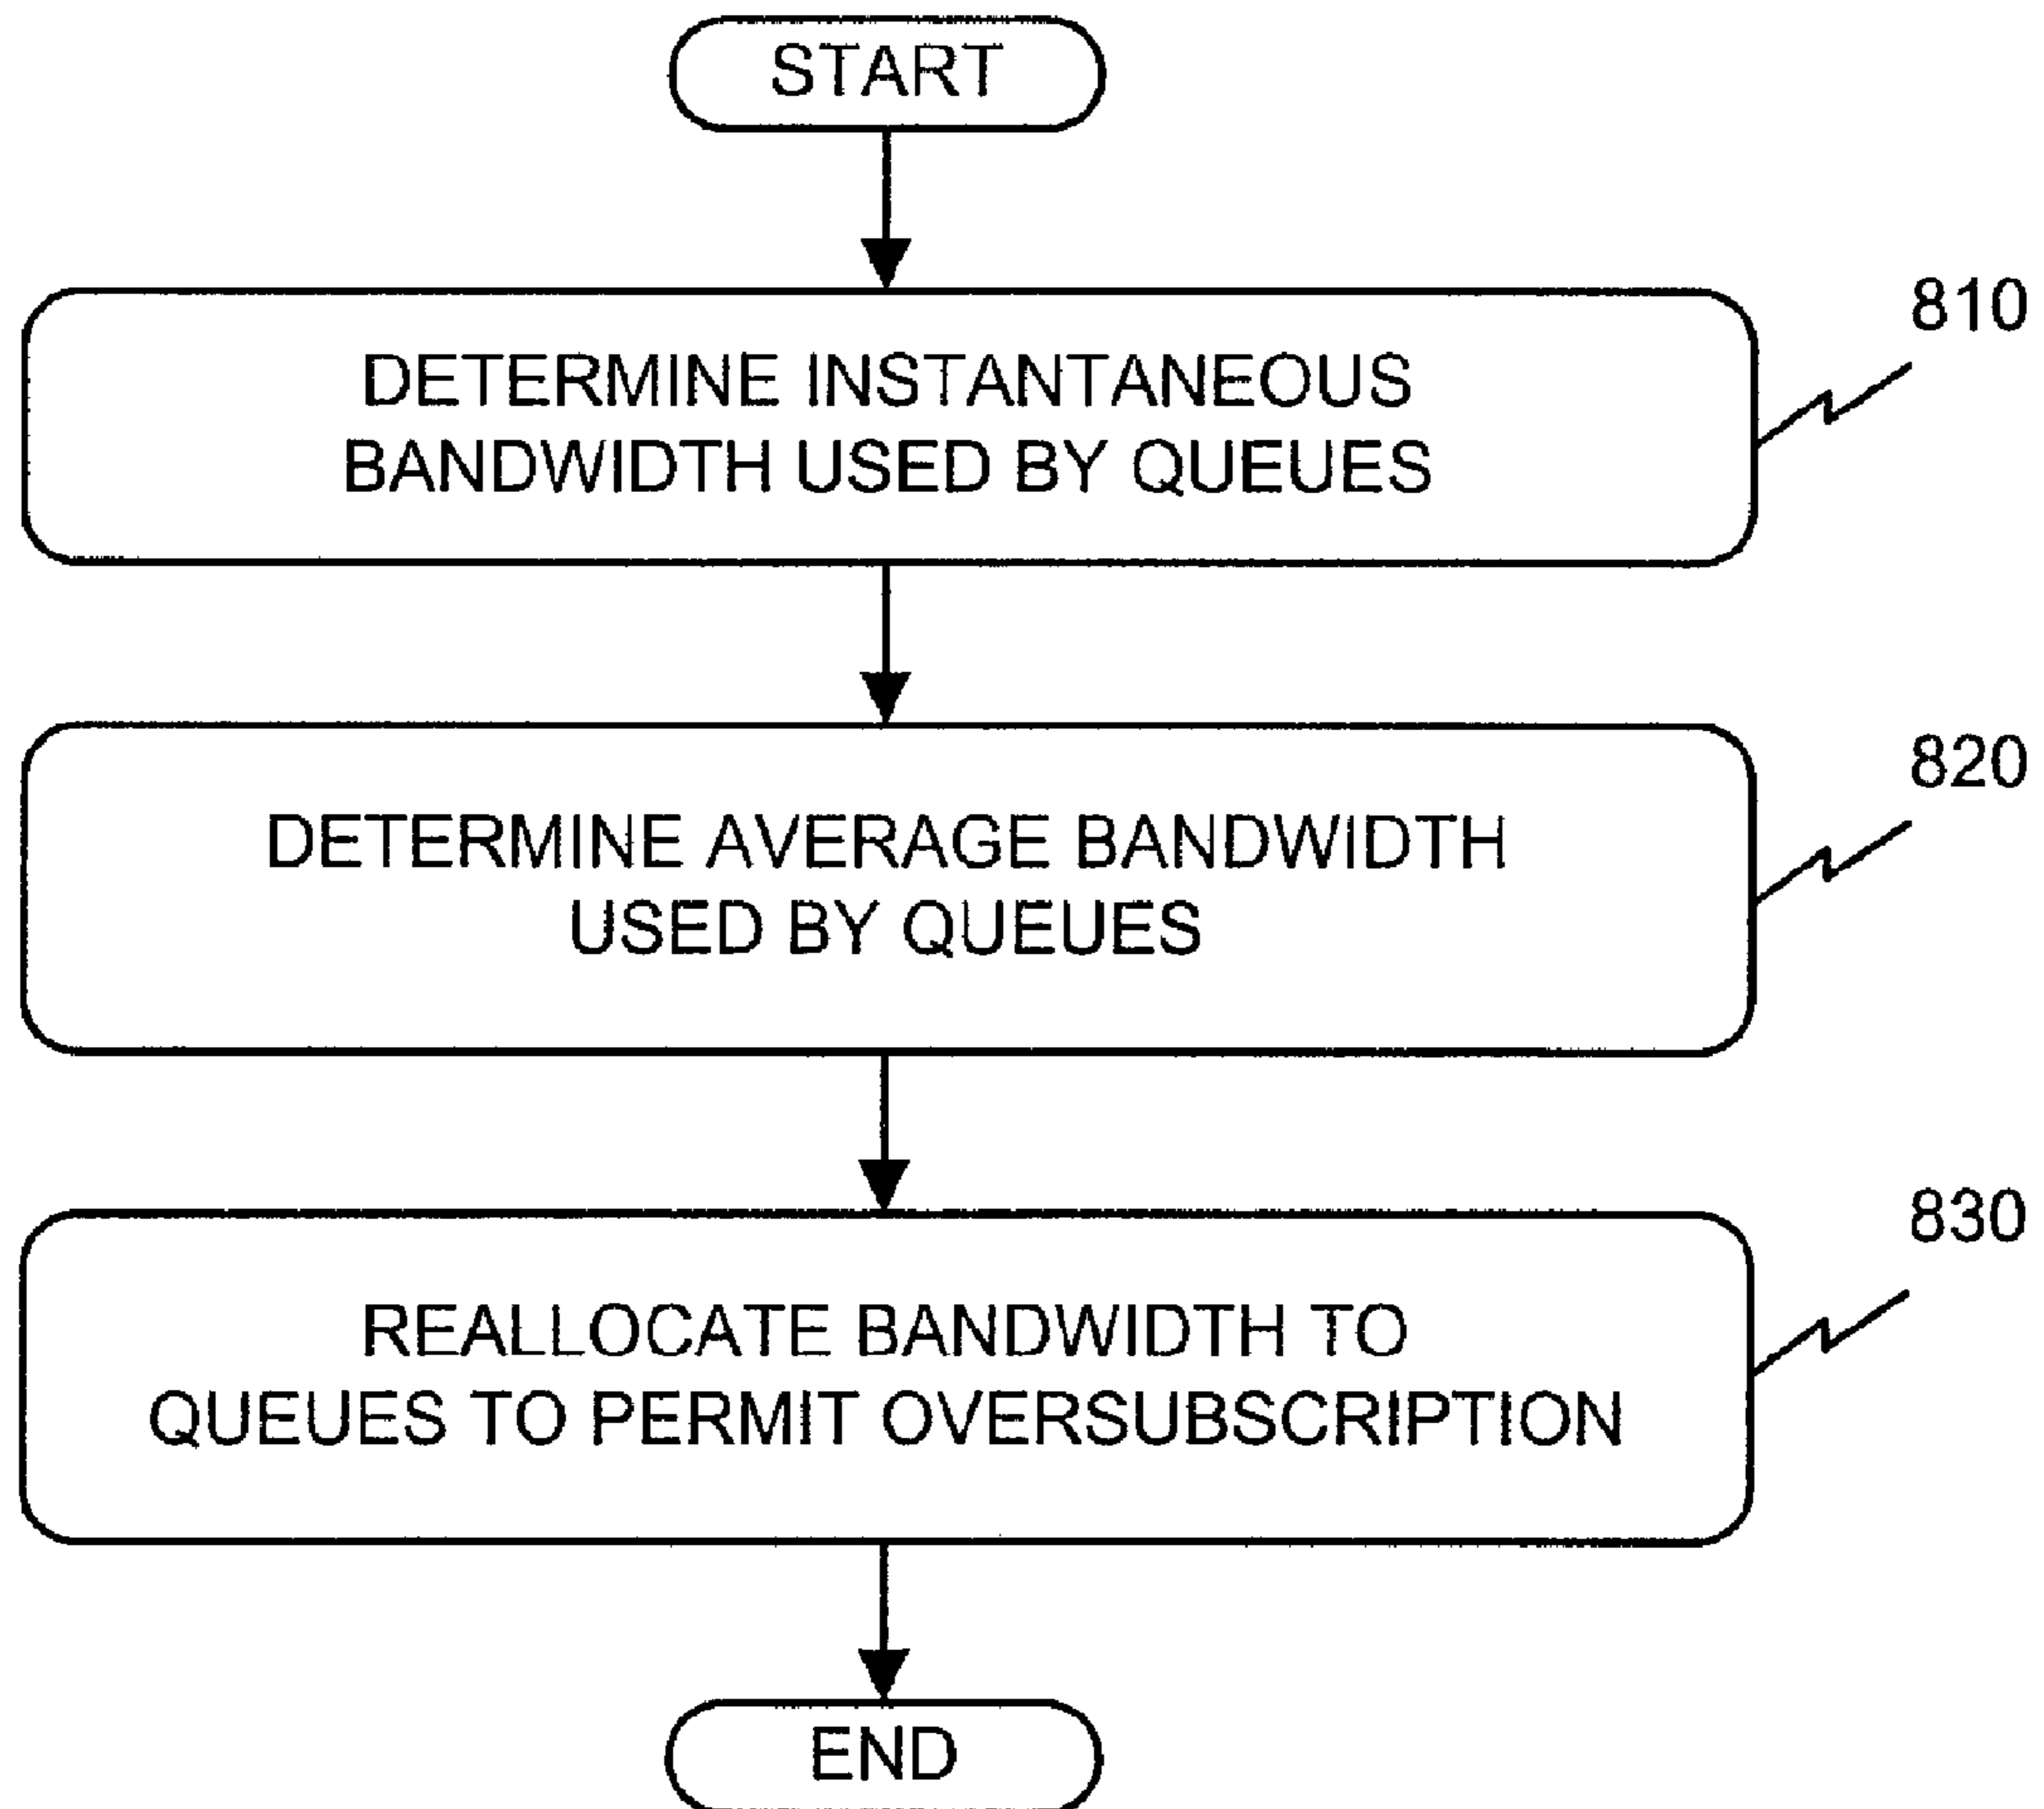 START
810
DETERMINE INSTANTANEOUS
BANDWIDTH USED BY QUEUES
820
DETERMINE AVERAGE BANDWIDTH
USED BY QUEUES
830
REALLOCATE BANDWIDTH TO
QUEUES TO PERMIT OVERSUBSCRIPTION
END